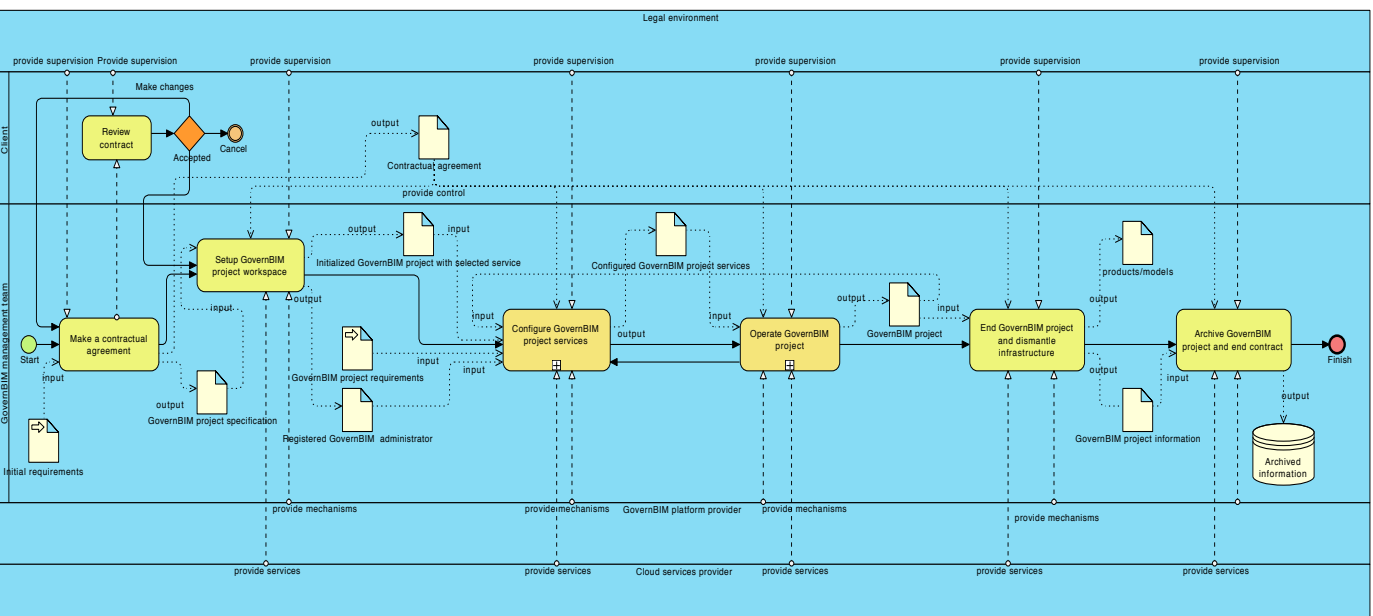 Legal environment
provide supervision
Provide supervision
provide supervision
provide supervision
provide supervision
provide supervision
provide supervision
Make changes
Client
Review
contract
Accepted
Cancel
output
Contractual agreement
provide control
GovernBIM management team
Setup GovernBIM
project workspace
output
input
Initialized GovernBIM project with selected service
Configured GovernBIM project services
products/models
input
output
input
input
output
input
output
Make a contractual
agreement
Start
input
Configure GovernBIM
project services
output
Operate GovernBIM
project
GovernBIM project
End GovernBIM project
and dismantle
infrastructure
Archive GovernBIM
project and end contract
Finish
GovernBIM project requirements
input
input
output
input
output
output
GovernBIM project specification
Registered GovernBIM  administrator
GovernBIM project information
Initial requirements
Archived
information
provide mechanisms
provide mechanisms
GovernBIM platform provider
provide mechanisms
provide mechanisms
provide services
provide services
Cloud services provider
provide services
provide services
provide services